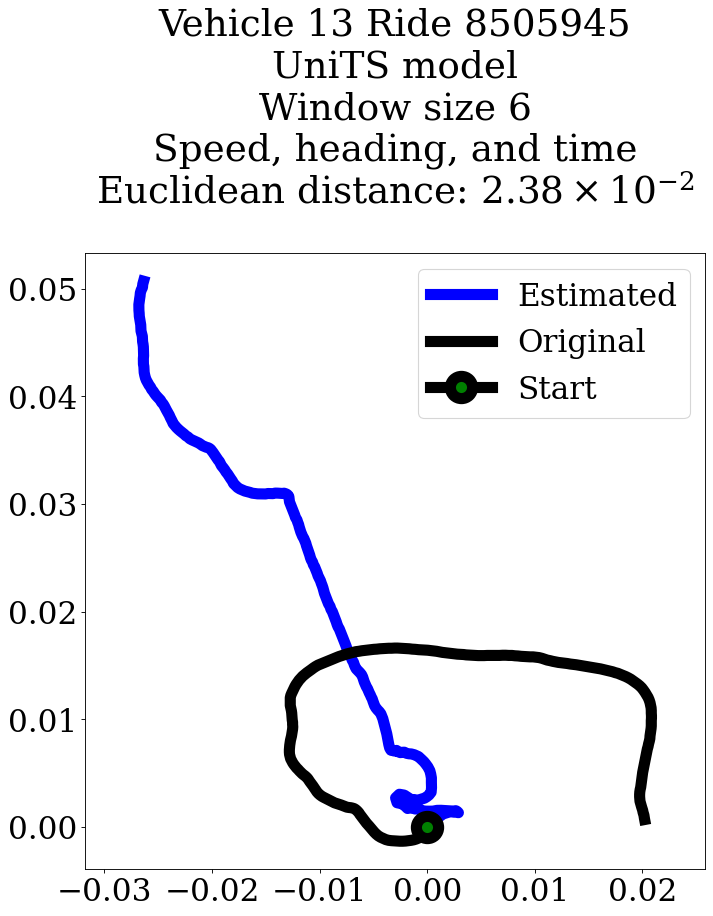 Vehicle 13 Ride 8505945
UniTS model
Window size 6
Speed, heading, and time
Euclidean distance: 2.38 × 10⁻²
Estimated
Original
Start
0.05
0.04
0.03
0.02
0.01
0.00
−0.03 −0.02 −0.01 0.00 0.01 0.02